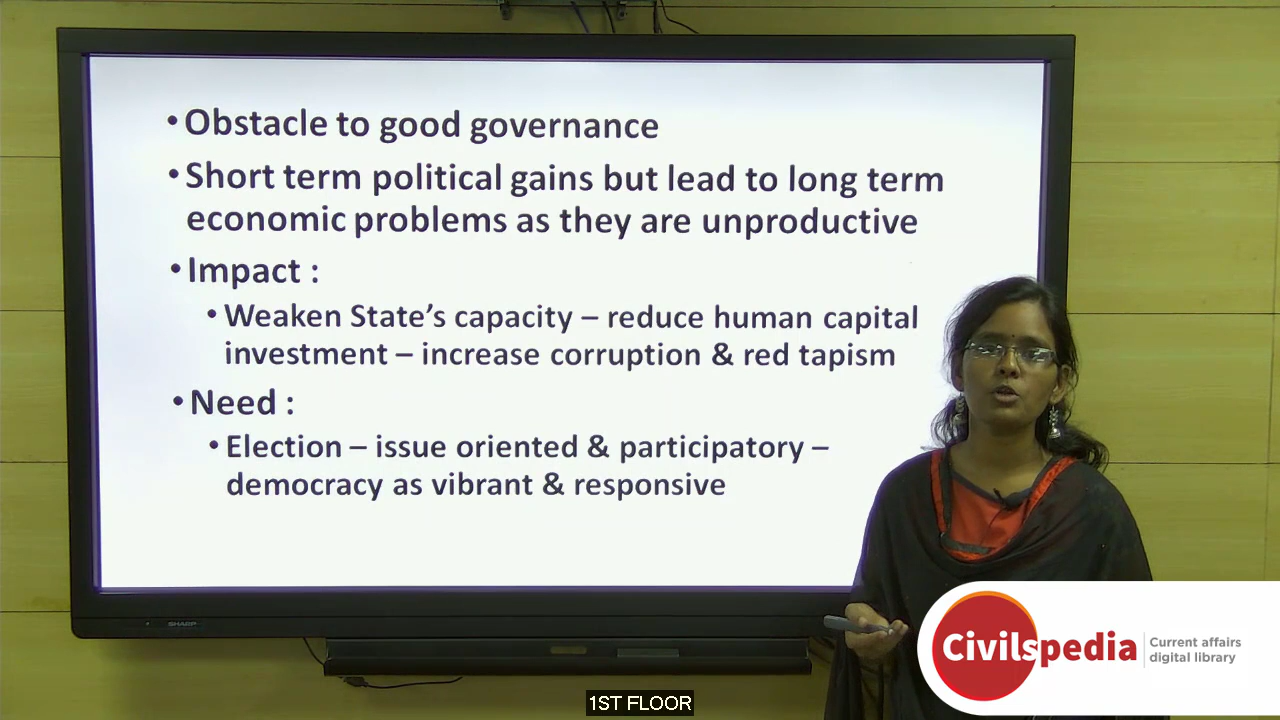 • Obstacle to good governance
• Short term political gains but lead to long term
economic problems as they are unproductive
• Impact :
• Weaken State's capacity – reduce human capital
investment – increase corruption & red tapism
• Need :
• Election – issue oriented & participatory –
democracy as vibrant & responsive
SHARP
Civilspedia
Current affairs
digital library
1ST FLOOR